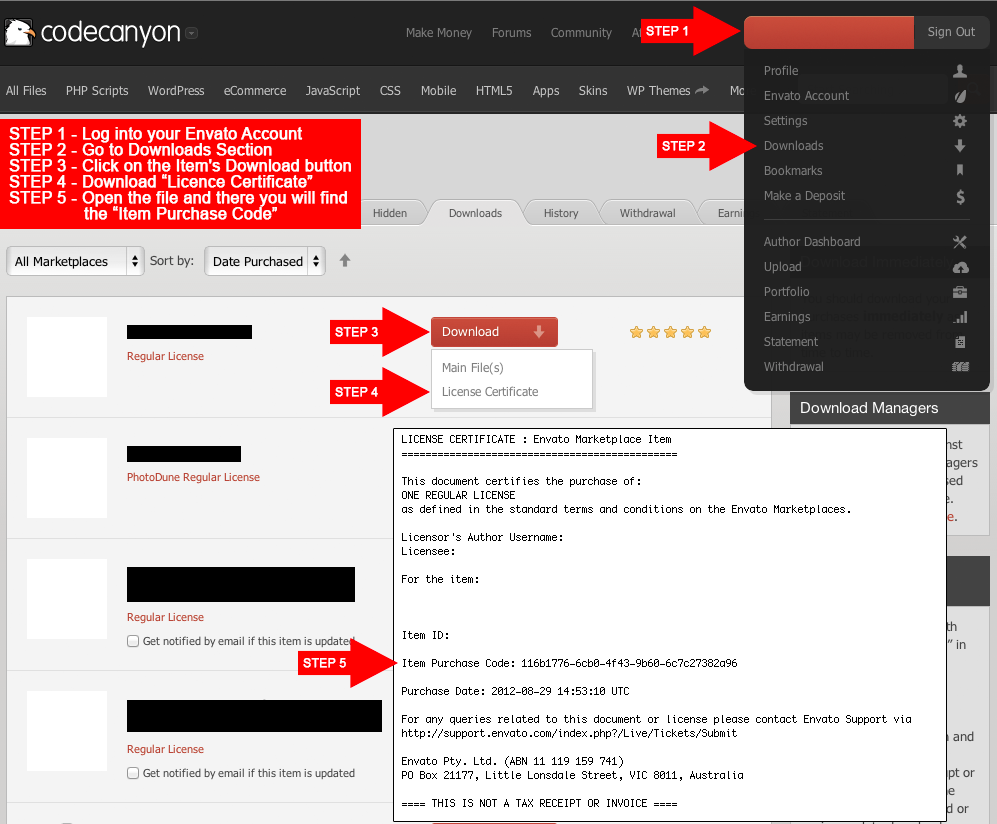 codecanyon
Make Money Forums Community
STEP 1
Sign Out
All Files PHP Scripts WordPress eCommerce JavaScript CSS Mobile HTML5 Apps Skins WP Themes
Profile
Envato Account
Settings
Downloads
Bookmarks
Make a Deposit
Author Dashboard
Upload
Portfolio
Earnings
Statement
Withdrawal
STEP 2
STEP 1 - Log into your Envato Account
STEP 2 - Go to Downloads Section
STEP 3 - Click on the Item's Download button
STEP 4 - Download “Licence Certificate”
STEP 5 - Open the file and there you will find
the “Item Purchase Code”
Hidden Downloads History Withdrawal Earni
All Marketplaces Sort by: Date Purchased
STEP 3
Download
Regular License
Main File(s)
STEP 4
License Certificate
Download Managers
PhotoDune Regular License
Regular License
Get notified by email if this item is updated
Regular License
Get notified by email if this item is updated
LICENSE CERTIFICATE : Envato Marketplace Item
==============================================
This document certifies the purchase of:
ONE REGULAR LICENSE
as defined in the standard terms and conditions on the Envato Marketplaces.
Licensor's Author Username:
Licensee:
For the item:
Item ID:
STEP 5
Item Purchase Code: 116b1776-6cb0-4f43-9b60-6c7c27382a96
Purchase Date: 2012-08-29 14:53:10 UTC
For any queries related to this document or license please contact Envato Support via
http://support.envato.com/index.php?/Live/Tickets/Submit
Envato Pty. Ltd. (ABN 11 119 159 741)
PO Box 21177, Little Lonsdale Street, VIC 8011, Australia
==== THIS IS NOT A TAX RECEIPT OR INVOICE ====